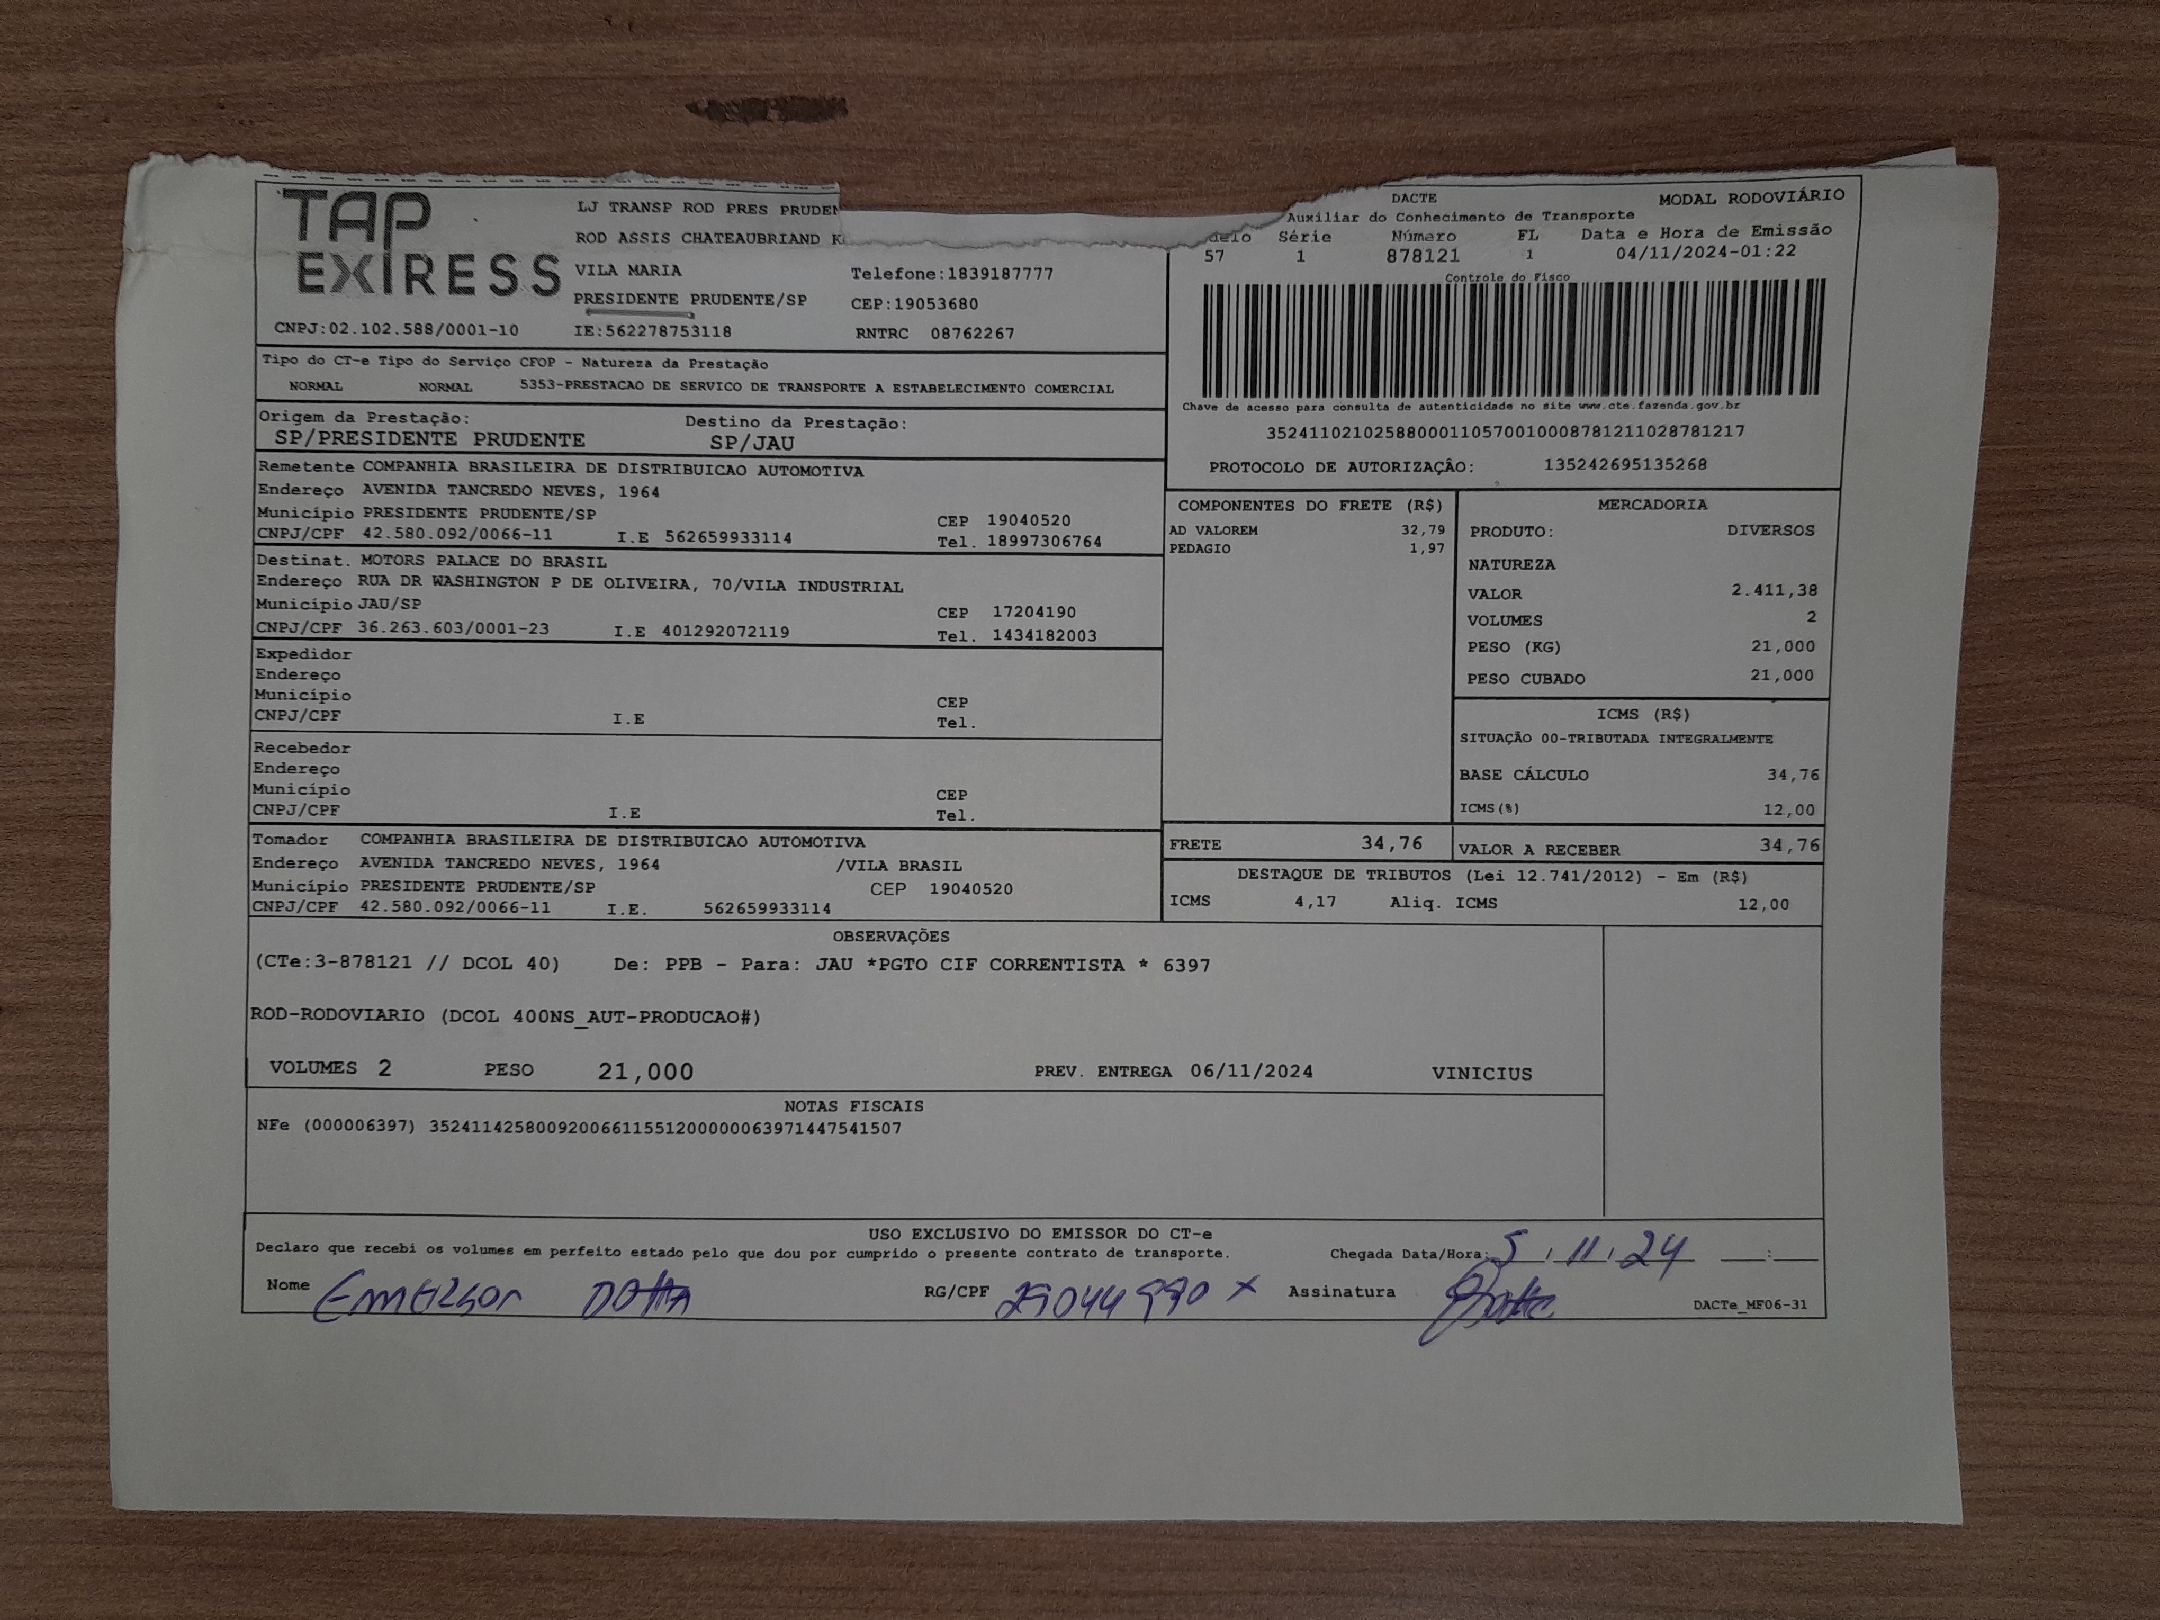 TAP
EXPRESS
LJ TRANSP ROD PRES
ROD ASSIS CHATEAUBRIAND
VILA MARIA Telefone:1839187777
PRESIDENTE PRUDENTE/SP CEP:19053680
CNPJ:02.102.588/0001-10 IE:562278753118 RNTRC 08762267
DACTE MODAL RODOVIÁRIO
Auxiliar do Conhecimento de Transporte
Série Número FL Data e Hora de Emissão
57 1 878121 1 04/11/2024-01:22
Controle do Fisco
Chave de acesso para consulta de autenticidade no site www.cte.fazenda.gov.br
35241102102588000110570010008781211028781217
PROTOCOLO DE AUTORIZAÇÃO: 135242695135268
Tipo do CT-e Tipo do Serviço CFOP - Natureza da Prestação
NORMAL NORMAL 5353-PRESTACAO DE SERVICO DE TRANSPORTE A ESTABELECIMENTO COMERCIAL
Origem da Prestação: Destino da Prestação:
SP/PRESIDENTE PRUDENTE SP/JAU
Remetente COMPANHIA BRASILEIRA DE DISTRIBUICAO AUTOMOTIVA
Endereço AVENIDA TANCREDO NEVES, 1964
Município PRESIDENTE PRUDENTE/SP CEP 19040520
CNPJ/CPF 42.580.092/0066-11 I.E 562659933114 Tel. 18997306764
Destinat. MOTORS PALACE DO BRASIL
Endereço RUA DR WASHINGTON P DE OLIVEIRA, 70/VILA INDUSTRIAL
Município JAU/SP CEP 17204190
CNPJ/CPF 36.263.603/0001-23 I.E 401292072119 Tel. 1434182003
Expedidor
Endereço
Município CEP
CNPJ/CPF I.E Tel.
Recebedor
Endereço
Município CEP
CNPJ/CPF I.E Tel.
Tomador COMPANHIA BRASILEIRA DE DISTRIBUICAO AUTOMOTIVA
Endereço AVENIDA TANCREDO NEVES, 1964 /VILA BRASIL
Município PRESIDENTE PRUDENTE/SP CEP 19040520
CNPJ/CPF 42.580.092/0066-11 I.E. 562659933114
COMPONENTES DO FRETE (R$)
AD VALOREM 32,79
PEDAGIO 1,97
MERCADORIA
PRODUTO: DIVERSOS
NATUREZA
VALOR 2.411,38
VOLUMES 2
PESO (KG) 21,000
PESO CUBADO 21,000
ICMS (R$)
SITUAÇÃO 00-TRIBUTADA INTEGRALMENTE
BASE CÁLCULO 34,76
ICMS(%) 12,00
FRETE 34,76 VALOR A RECEBER 34,76
DESTAQUE DE TRIBUTOS (Lei 12.741/2012) - Em (R$)
ICMS 4,17 Aliq. ICMS 12,00
OBSERVAÇÕES
(CTe:3-878121 // DCOL 40) De: PPB - Para: JAU *PGTO CIF CORRENTISTA * 6397
ROD-RODOVIARIO (DCOL 400NS_AUT-PRODUCAO#)
VOLUMES 2 PESO 21,000 PREV. ENTREGA 06/11/2024 VINICIUS
NOTAS FISCAIS
NFe (000006397) 35241142580092006611551200000063971447541507
USO EXCLUSIVO DO EMISSOR DO CT-e
Declaro que recebi os volumes em perfeito estado pelo que dou por cumprido o presente contrato de transporte. Chegada Data/Hora: 5/11/24 __:__
Nome Emerson Dotta RG/CPF 29044990 X Assinatura
DACTe_MF06-31